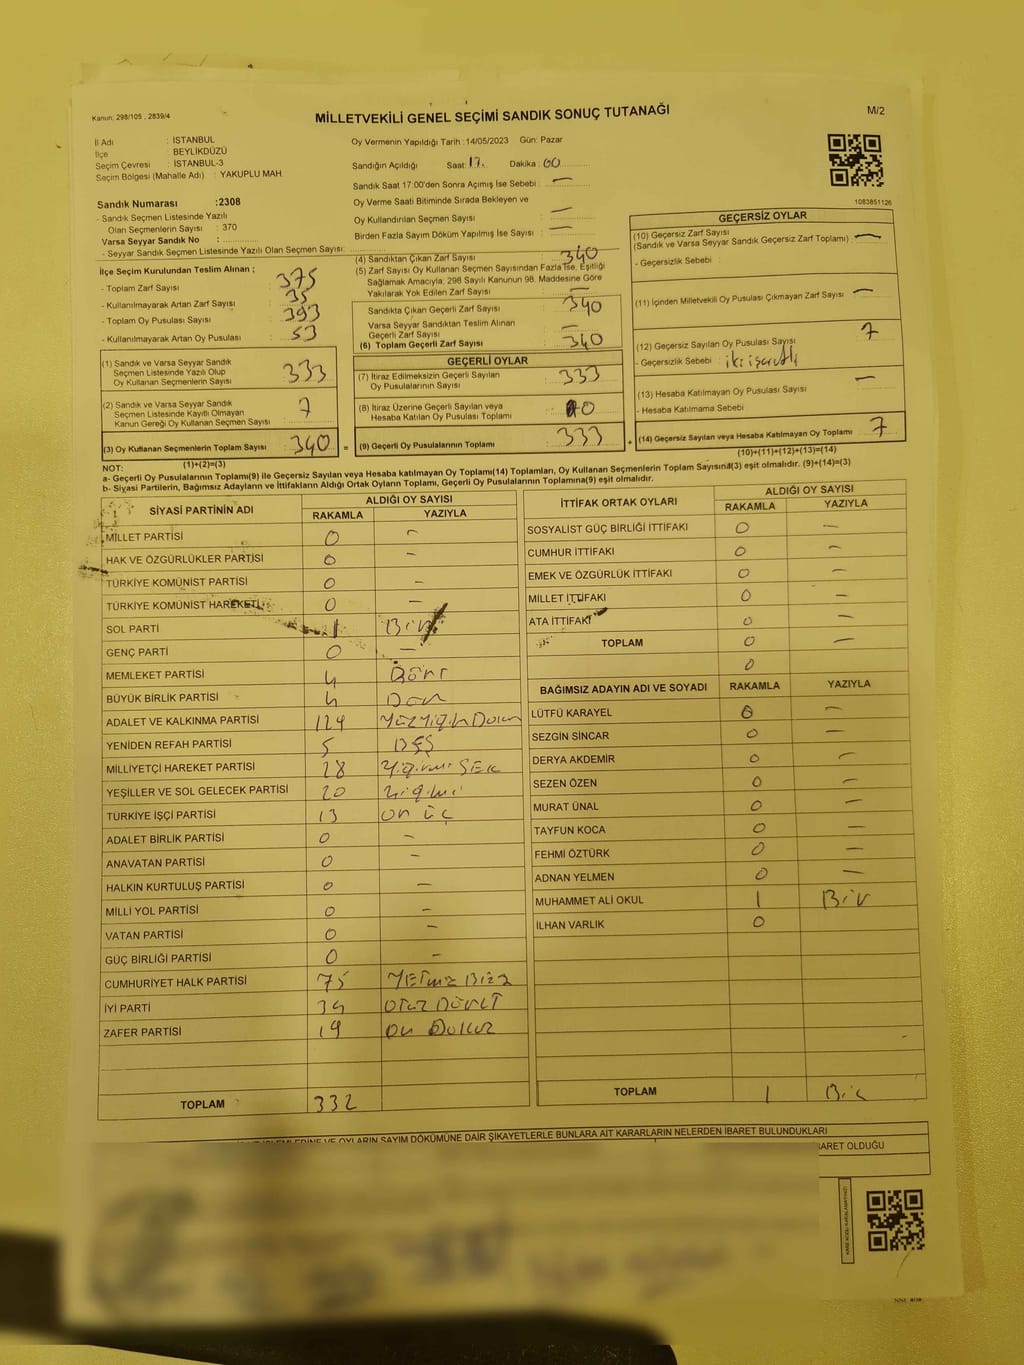 Kanun: 298/105 , 2839/4
MİLLETVEKİLİ GENEL SEÇİMİ SANDIK SONUÇ TUTANAĞI
M/2
İl Adı : İSTANBUL
İlçe : BEYLİKDÜZÜ
Seçim Çevresi : İSTANBUL-3
Seçim Bölgesi (Mahalle Adı) : YAKUPLU MAH.
Oy Vermenin Yapıldığı Tarih :14/05/2023 Gün: Pazar
Sandığın Açıldığı Saat: 17. Dakika : 00
Sandık Saat 17:00'den Sonra Açımış İse Sebebi : —
Oy Verme Saati Bitiminde Sırada Bekleyen ve
Oy Kullandırılan Seçmen Sayısı : —
Birden Fazla Sayım Döküm Yapılmış İse Sayısı : —
1083851126
Sandık Numarası :2308
- Sandık Seçmen Listesinde Yazılı
Olan Seçmenlerin Sayısı : 370
Varsa Seyyar Sandık No :
- Seyyar Sandık Seçmen Listesinde Yazılı Olan Seçmen Sayısı:
İlçe Seçim Kurulundan Teslim Alınan ;
- Toplam Zarf Sayısı : 375
- Kullanılmayarak Artan Zarf Sayısı : 35
- Toplam Oy Pusulası Sayısı : 393
- Kullanılmayarak Artan Oy Pusulası : 53
(4) Sandıktan Çıkan Zarf Sayısı : 340
(5) Zarf Sayısı Oy Kullanan Seçmen Sayısından Fazla İse, Eşitliği
Sağlamak Amacıyla; 298 Sayılı Kanunun 98. Maddesine Göre
Yakılarak Yok Edilen Zarf Sayısı : —
Sandıkta Çıkan Geçerli Zarf Sayısı : 340
Varsa Seyyar Sandıktan Teslim Alınan
Geçerli Zarf Sayısı : —
(6) Toplam Geçerli Zarf Sayısı : 340
GEÇERSİZ OYLAR
(10) Geçersiz Zarf Sayısı
(Sandık ve Varsa Seyyar Sandık Geçersiz Zarf Toplamı) : —
- Geçersizlik Sebebi :
(11) İçinden Milletvekili Oy Pusulası Çıkmayan Zarf Sayısı : —
(12) Geçersiz Sayılan Oy Pusulası Sayısı : 7
- Geçersizlik Sebebi : iki işaretli
(13) Hesaba Katılmayan Oy Pusulası Sayısı : —
- Hesaba Katılmama Sebebi
(14) Geçersiz Sayılan veya Hesaba Katılmayan Oy Toplamı : 7
(10)+(11)+(12)+(13)=(14)
(1) Sandık ve Varsa Seyyar Sandık
Seçmen Listesinde Yazılı Olup
Oy Kullanan Seçmenlerin Sayısı : 333
(2) Sandık ve Varsa Seyyar Sandık
Seçmen Listesinde Kayıtlı Olmayan
Kanun Gereği Oy Kullanan Seçmen Sayısı : 7
(3) Oy Kullanan Seçmenlerin Toplam Sayısı : 340 =
(1)+(2)=(3)
GEÇERLİ OYLAR
(7) İtiraz Edilmeksizin Geçerli Sayılan
Oy Pusulalarının Sayısı : 333
(8) İtiraz Üzerine Geçerli Sayılan veya
Hesaba Katılan Oy Pusulası Toplamı : 0
(9) Geçerli Oy Pusulalarının Toplamı : 333 +
NOT:
a- Geçerli Oy Pusulalarının Toplamı(9) ile Geçersiz Sayılan veya Hesaba katılmayan Oy Toplamı(14) Toplamları, Oy Kullanan Seçmenlerin Toplam Sayısına(3) eşit olmalıdır. (9)+(14)=(3)
b- Siyasi Partilerin, Bağımsız Adayların ve İttifakların Aldığı Ortak Oyların Toplamı, Geçerli Oy Pusulalarının Toplamına(9) eşit olmalıdır.
SİYASİ PARTİNİN ADI ALDIĞI OY SAYISI
RAKAMLA YAZIYLA
MİLLET PARTİSİ 0 —
HAK VE ÖZGÜRLÜKLER PARTİSİ 0 —
TÜRKİYE KOMÜNİST PARTİSİ 0 —
TÜRKİYE KOMÜNİST HAREKETİ 0 —
SOL PARTİ 1 Bir
GENÇ PARTİ 0 —
MEMLEKET PARTİSİ 4 Dört
BÜYÜK BİRLİK PARTİSİ 4
ADALET VE KALKINMA PARTİSİ 129
YENİDEN REFAH PARTİSİ 5 BEŞ
MİLLİYETÇİ HAREKET PARTİSİ 28
YEŞİLLER VE SOL GELECEK PARTİSİ 20 Yirmi
TÜRKİYE İŞÇİ PARTİSİ 13 on üç
ADALET BİRLİK PARTİSİ 0 —
ANAVATAN PARTİSİ 0 —
HALKIN KURTULUŞ PARTİSİ 0 —
MİLLİ YOL PARTİSİ 0 —
VATAN PARTİSİ 0 —
GÜÇ BİRLİĞİ PARTİSİ 0 —
CUMHURİYET HALK PARTİSİ 75
İYİ PARTİ 34
ZAFER PARTİSİ 19 on Dokuz
TOPLAM 332
İTTİFAK ORTAK OYLARI ALDIĞI OY SAYISI
RAKAMLA YAZIYLA
SOSYALİST GÜÇ BİRLİĞİ İTTİFAKI 0 —
CUMHUR İTTİFAKI 0 —
EMEK VE ÖZGÜRLÜK İTTİFAKI 0 —
MİLLET İTTİFAKI 0 —
ATA İTTİFAKI 0 —
TOPLAM 0 —
0
BAĞIMSIZ ADAYIN ADI VE SOYADI RAKAMLA YAZIYLA
LÜTFÜ KARAYEL 0 —
SEZGİN SİNCAR 0 —
DERYA AKDEMİR 0 —
SEZEN ÖZEN 0 —
MURAT ÜNAL 0 —
TAYFUN KOCA 0 —
FEHMİ ÖZTÜRK 0 —
ADNAN YELMEN 0 —
MUHAMMET ALİ OKUL 1 Bir
İLHAN VARLIK 0
TOPLAM 1 Bir
İŞLEMLERİNE VE OYLARIN SAYIM DÖKÜMÜNE DAİR ŞİKAYETLERLE BUNLARA AİT KARARLARIN NELERDEN İBARET BULUNDUKLARI
OLDUĞU